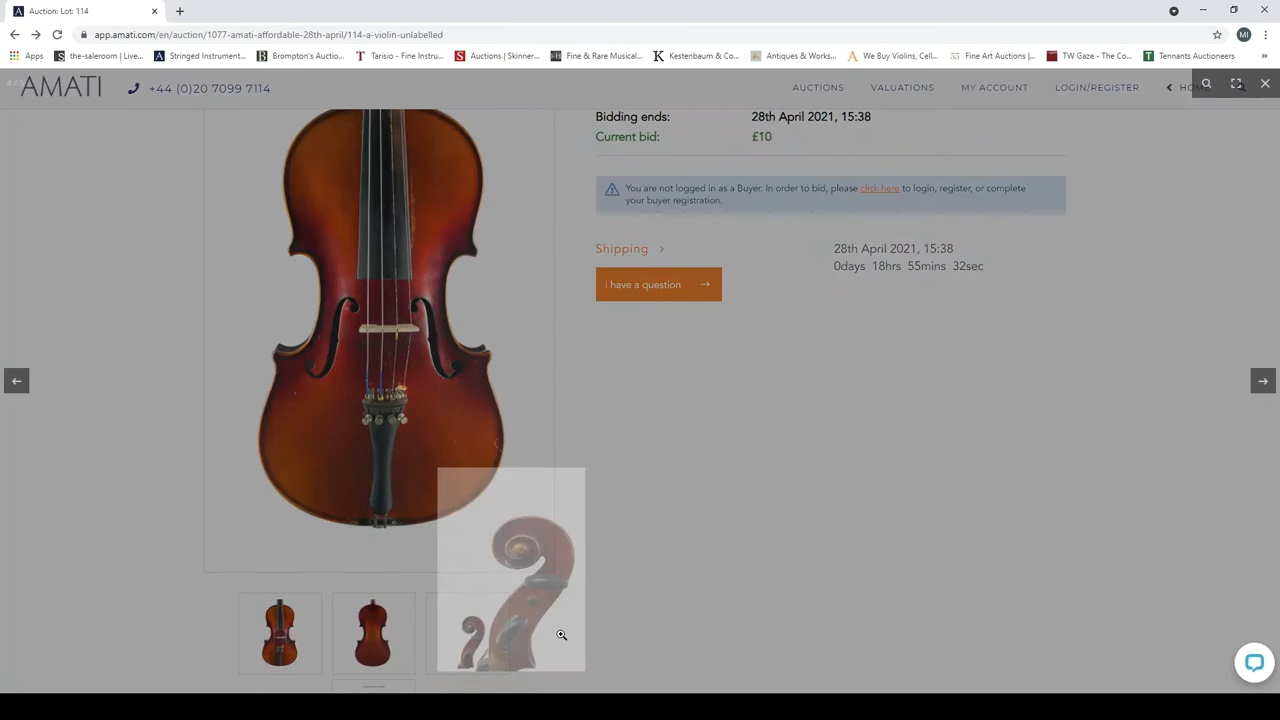 Auction: Lot: 114
app.amati.com/en/auction/1077-amati-affordable-28th-april/114-a-violin-unlabelled
MI
Apps
the-saleroom | Live...
Stringed Instrument...
Brompton's Auctio...
Tarisio - Fine Instru...
Auctions | Skinner...
Fine & Rare Musical...
Kestenbaum & Co...
Antiques & Works...
We Buy Violins, Cell...
Fine Art Auctions |...
TW Gaze - The Co...
Tennants Auctioneers
AMATI
+44 (0)20 7099 7114
AUCTIONS
VALUATIONS
MY ACCOUNT
LOGIN/REGISTER
Bidding ends: 28th April 2021, 15:38
Current bid: £10
You are not logged in as a Buyer. In order to bid, please click here to login, register, or complete
your buyer registration.
Shipping
28th April 2021, 15:38
0days 18hrs 55mins 32sec
I have a question